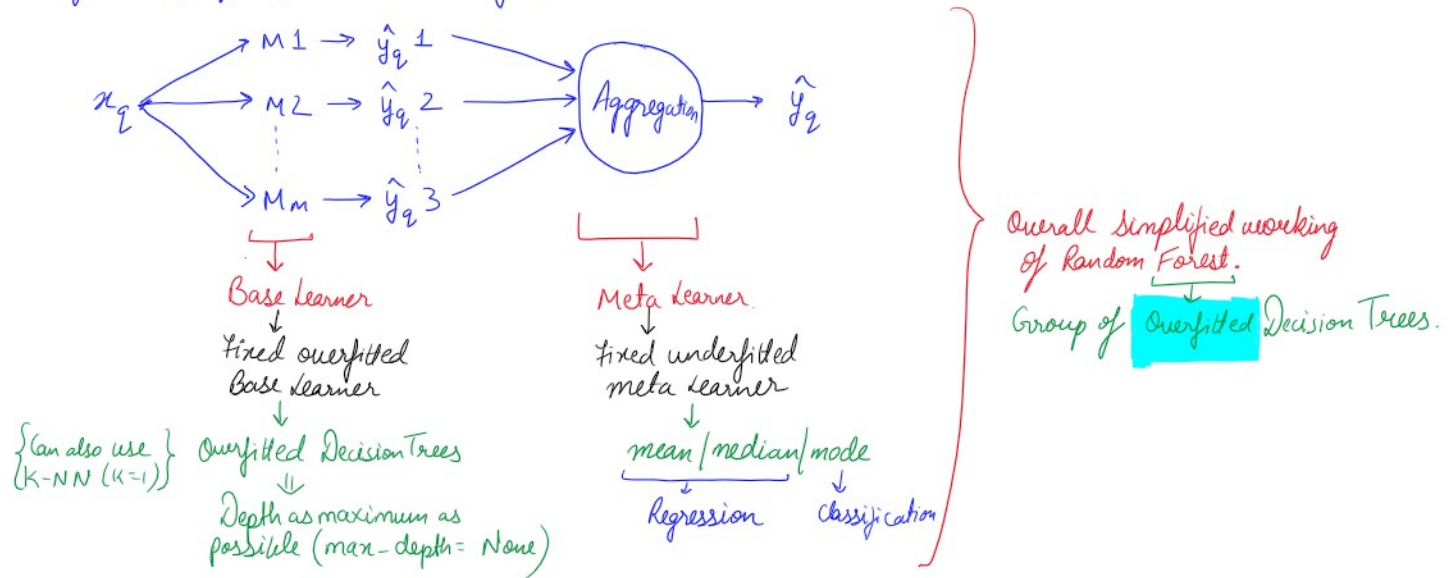 x_q → M1 → ŷ_q 1
M2 → ŷ_q 2
Mm → ŷ_q 3
Aggregation → ŷ_q
Base Learner
↓
Fixed overfitted
Base Learner
↓
{Can also use
K-NN (K=1)}
Overfitted Decision Trees
⇓
Depth as maximum as
possible (max-depth = None)
Meta Learner.
↓
Fixed underfitted
meta Learner
↓
mean/median/mode
Regression
Classification
Overall simplified working
of Random Forest.
Group of Overfitted Decision Trees.